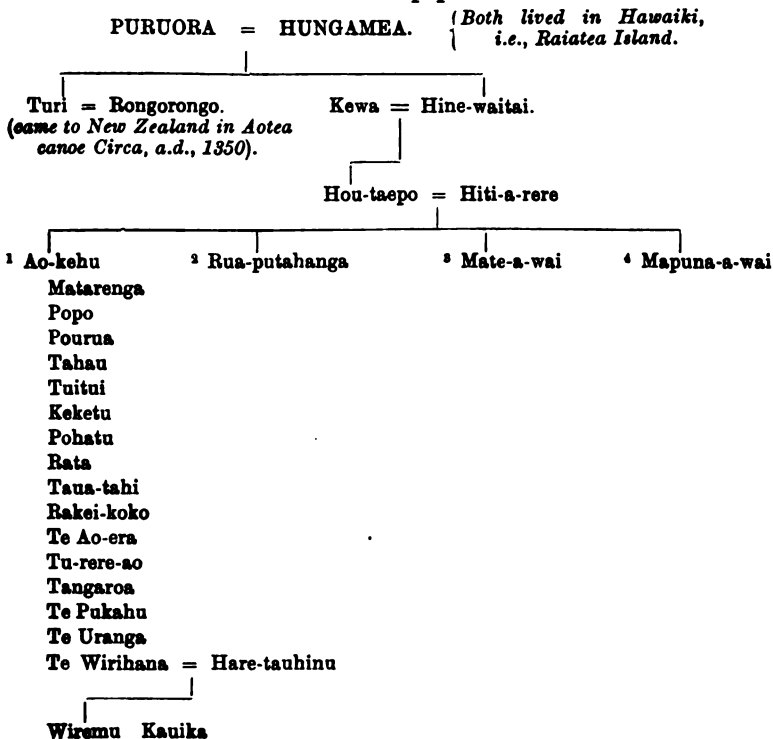 PURUORA = HUNGAMEA. (Both lived in Hawaiki,
i.e., Raiatea Island.
Turi = Rongorongo. Kewa = Hine-waitai.
(came to New Zealand in Aotea
canoe Circa, a.d., 1350).
Hou-taepo = Hiti-a-rere
1 Ao-kehu 2 Rua-putahanga 3 Mate-a-wai 4 Mapuna-a-wai
Matarenga
Popo
Pourua
Tahau
Tuitui
Keketu
Pohatu
Rata
Taua-tahi
Rakei-koko
Te Ao-era
Tu-rere-ao
Tangaroa
Te Pukahu
Te Uranga
Te Wirihana = Hare-tauhinu
Wiremu Kauika